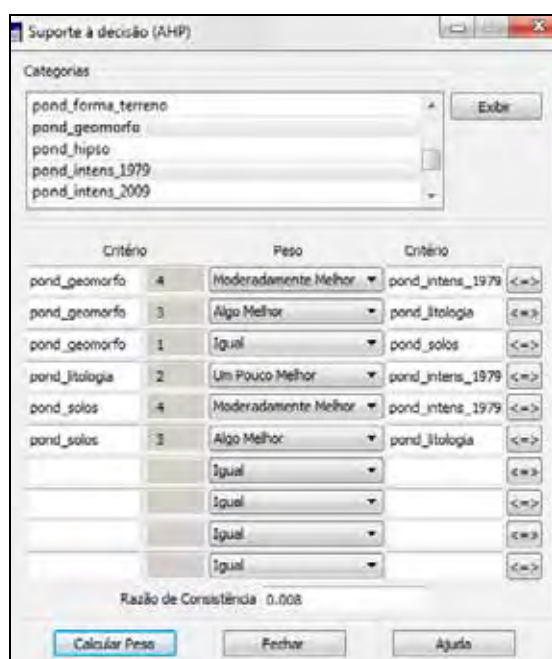 Suporte à decisão (AHP)
Categorias
pond_forma_terreno
pond_geomorfo
pond_hipso
pond_intens_1979
pond_intens_2009
Exibir
Critério Peso Critério
pond_geomorfo 4 Moderadamente Melhor pond_intens_1979 <=>
pond_geomorfo 3 Algo Melhor pond_litologia <=>
pond_geomorfo 1 Igual pond_solos <=>
pond_litologia 2 Um Pouco Melhor pond_intens_1979 <=>
pond_solos 4 Moderadamente Melhor pond_intens_1979 <=>
pond_solos 3 Algo Melhor pond_litologia <=>
Igual <=>
Igual <=>
Igual <=>
Igual <=>
Razão de Consistência 0.008
Calcular Peso Fechar Ajuda